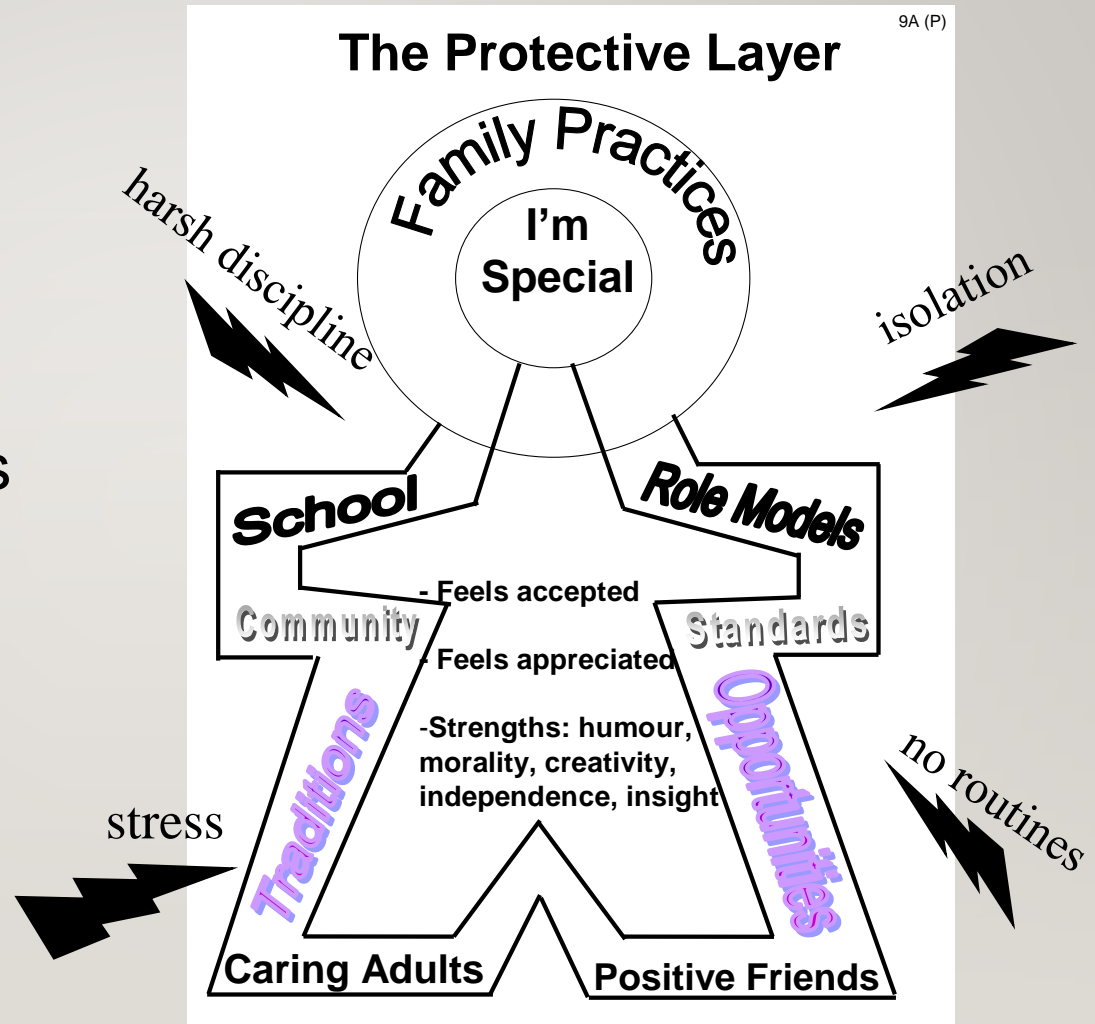 9A (P)
The Protective Layer
Family Practices
I'm
Special
harsh discipline
isolation
s
School
Role Models
- Feels accepted
Community
Standards
- Feels appreciated
-Strengths: humour,
morality, creativity,
independence, insight
Traditions
Opportunities
no routines
stress
Caring Adults
Positive Friends